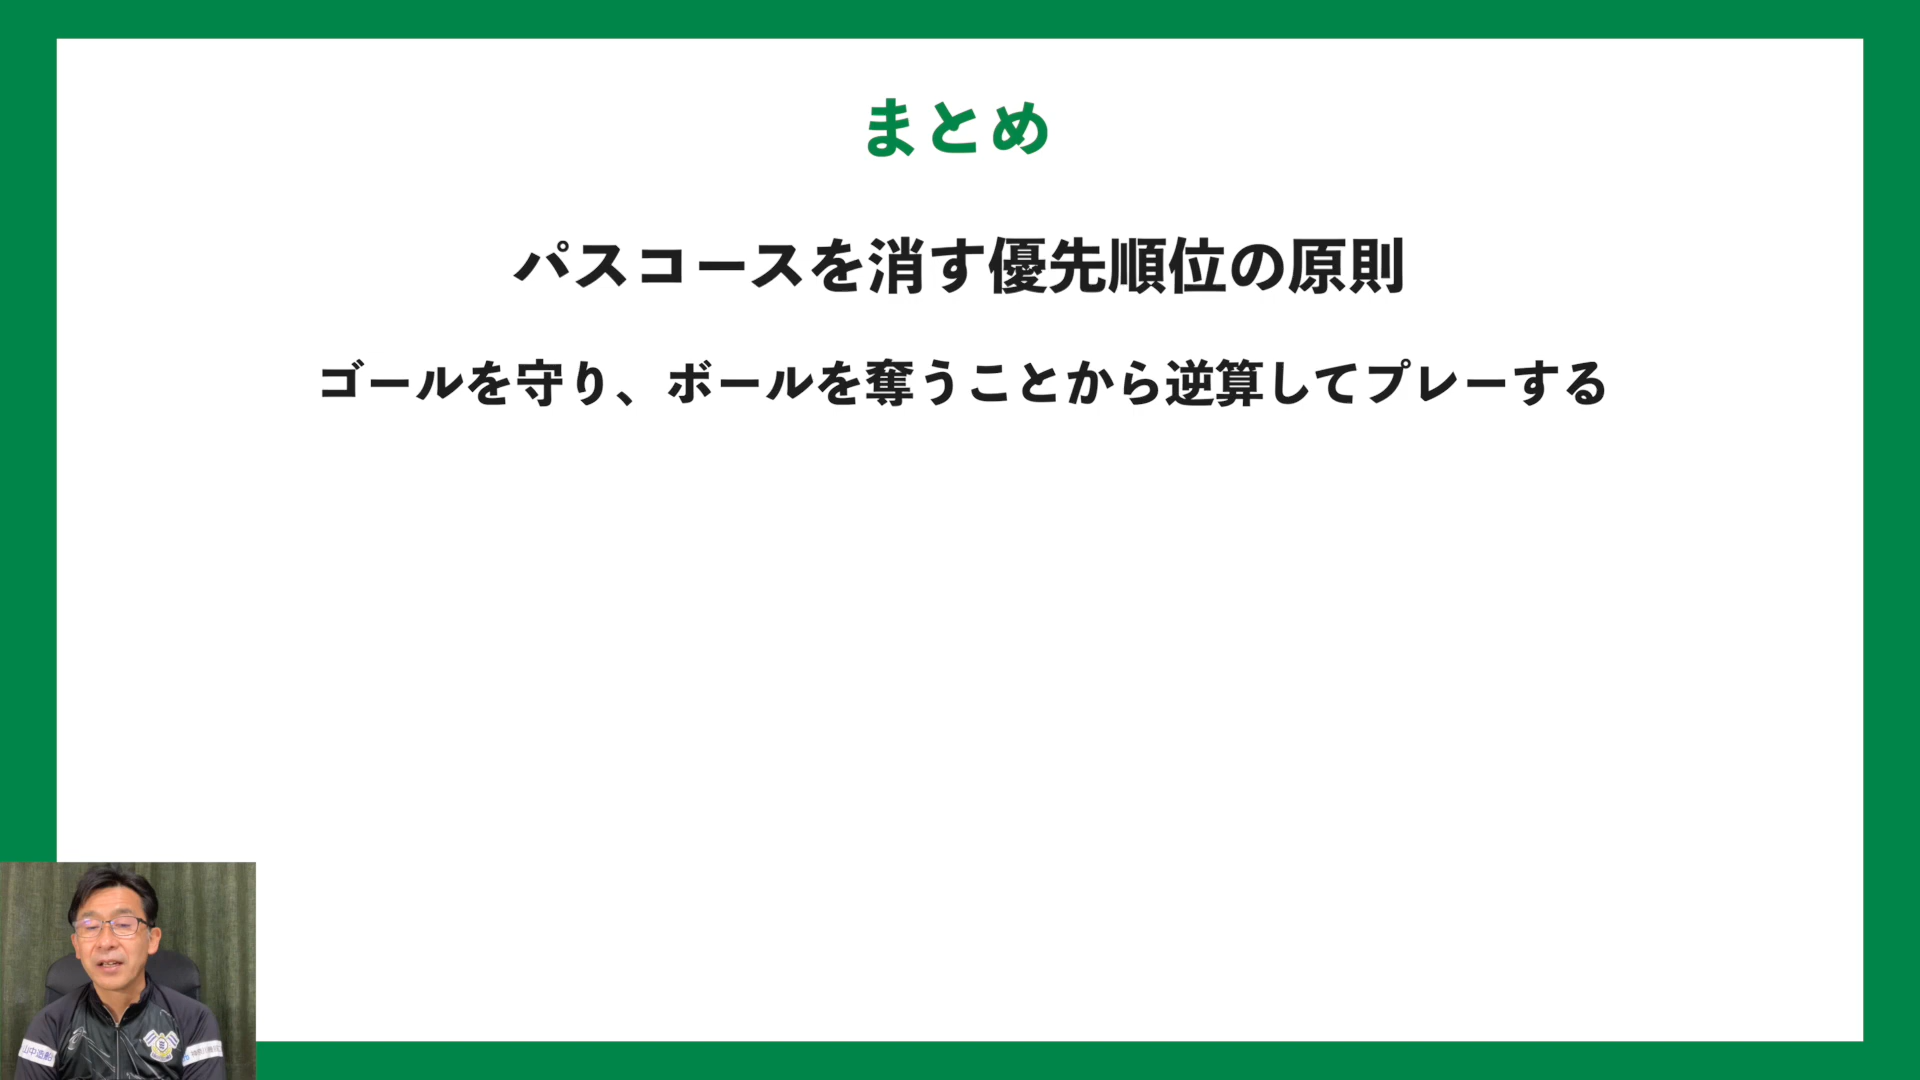 まとめ
パスコースを消す優先順位の原則
ゴールを守り、ボールを奪うことから逆算してプレーする